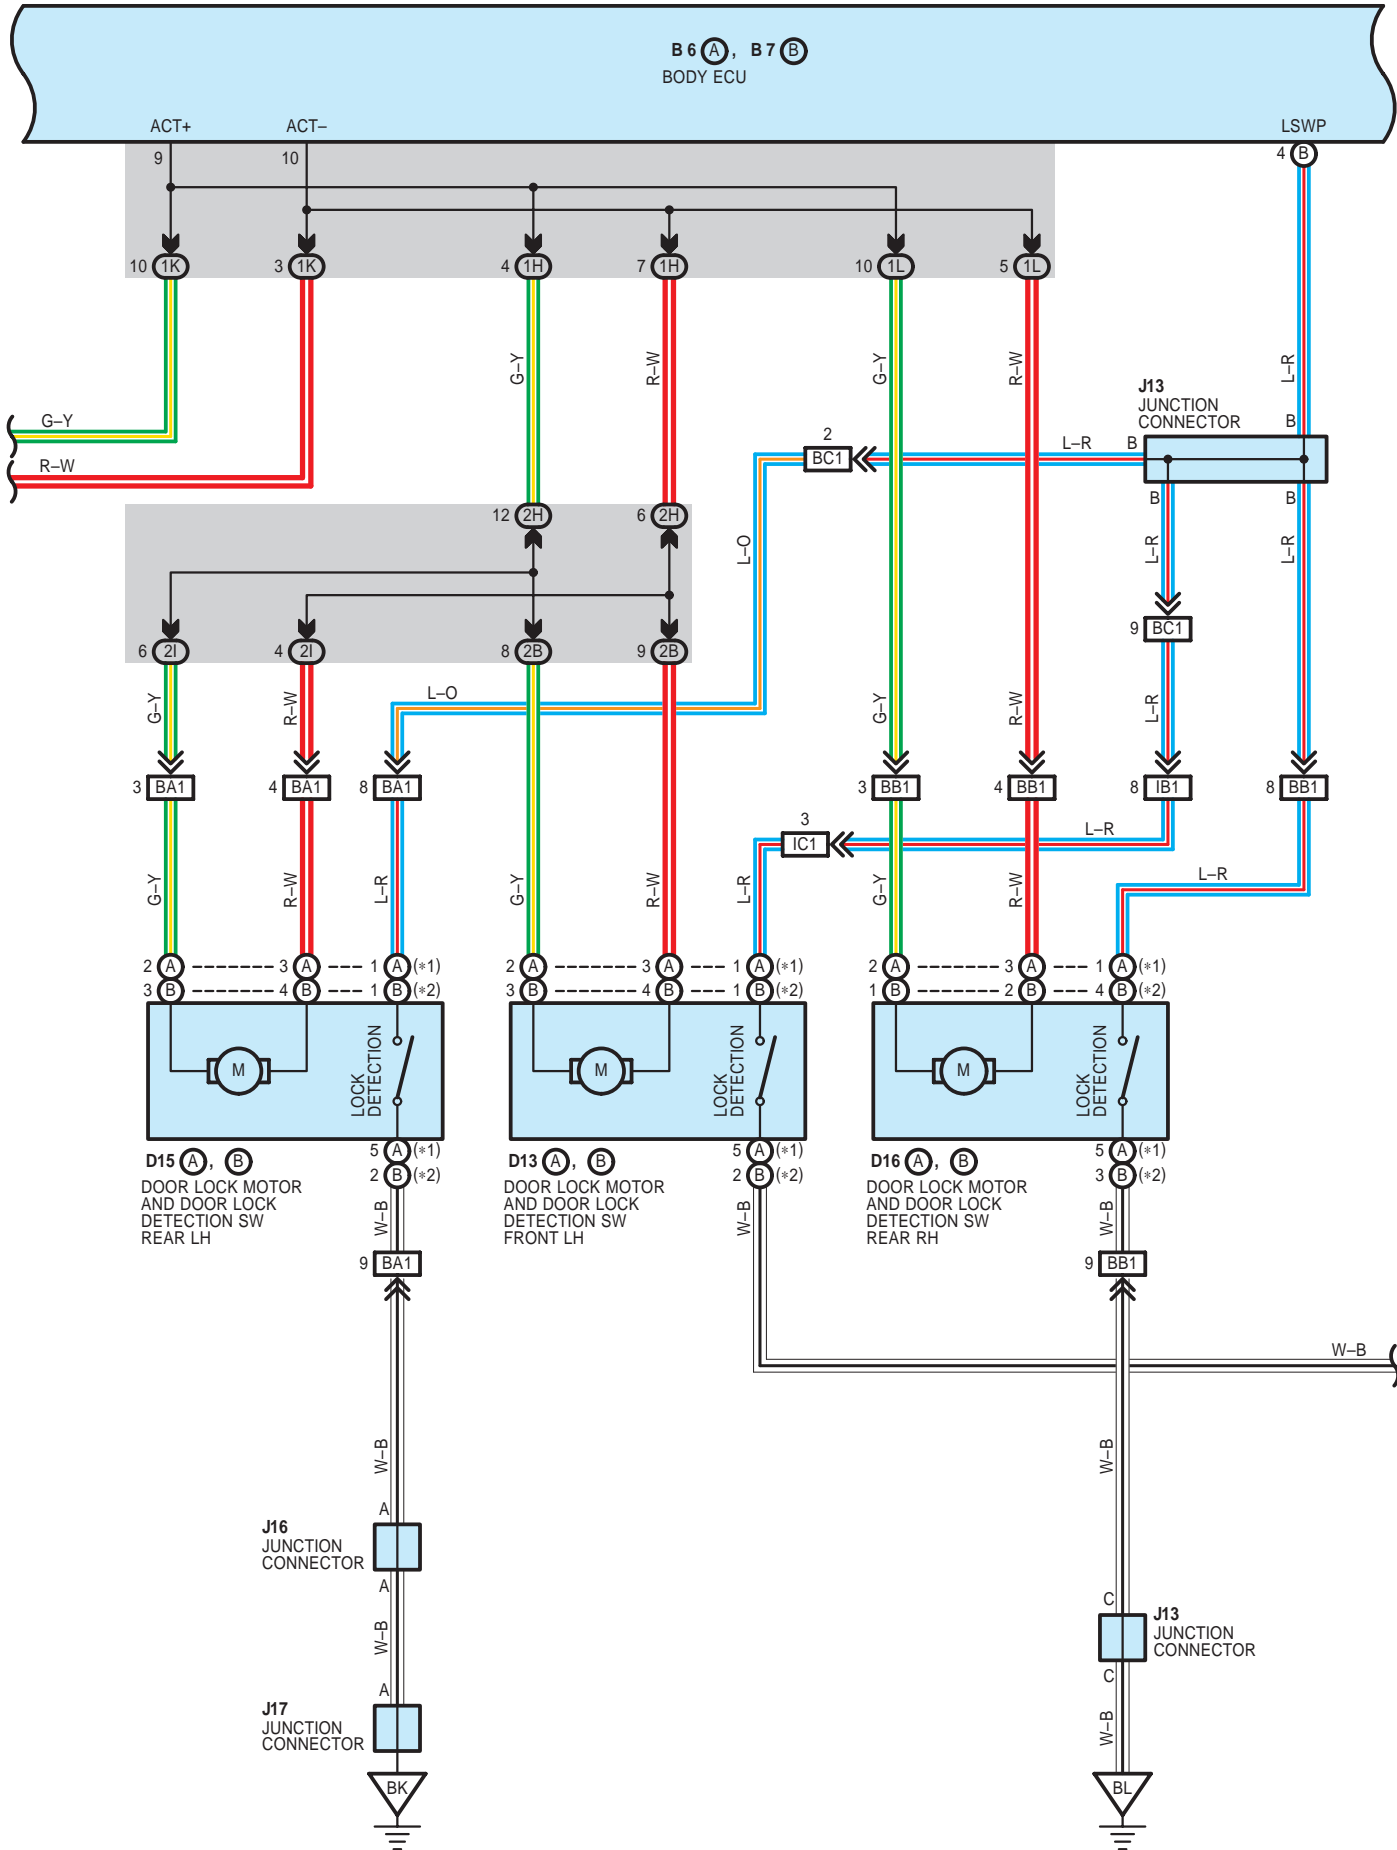 B 6 A , B 7 B
BODY ECU
ACT+ ACT– LSWP
9 10 4 B
10 1K 3 1K 4 1H 7 1H 10 1L 5 1L
G–Y R–W G–Y R–W L–R
J13
JUNCTION
CONNECTOR
G–Y
R–W
2
BC1
L–R B B
B B
12 2H 6 2H
L–O
L–R L–R
9 BC1
6 2I 4 2I 8 2B 9 2B
L–O
G–Y R–W G–Y R–W L–R
3 BA1 4 BA1 8 BA1 3 BB1 4 BB1 8 IB1 8 BB1
3
IC1
L–R
L–R
G–Y R–W L–R G–Y R–W L–R G–Y R–W
2 A 3 A 1 A (*1) 2 A 3 A 1 A (*1) 2 A 3 A 1 A (*1)
3 B 4 B 1 B (*2) 3 B 4 B 1 B (*2) 1 B 2 B 4 B (*2)
M LOCK DETECTION M LOCK DETECTION M LOCK DETECTION
5 A (*1) 5 A (*1) 5 A (*1)
2 B (*2) 2 B (*2) 3 B (*2)
D15 A , B
DOOR LOCK MOTOR
AND DOOR LOCK
DETECTION SW
REAR LH
D13 A , B
DOOR LOCK MOTOR
AND DOOR LOCK
DETECTION SW
FRONT LH
D16 A , B
DOOR LOCK MOTOR
AND DOOR LOCK
DETECTION SW
REAR RH
W–B W–B W–B
9 BA1 9 BB1
W–B
W–B W–B
A
J16
JUNCTION
CONNECTOR
A
W–B
A
J17
JUNCTION
CONNECTOR
BK
C
J13
JUNCTION
CONNECTOR
C
W–B
BL